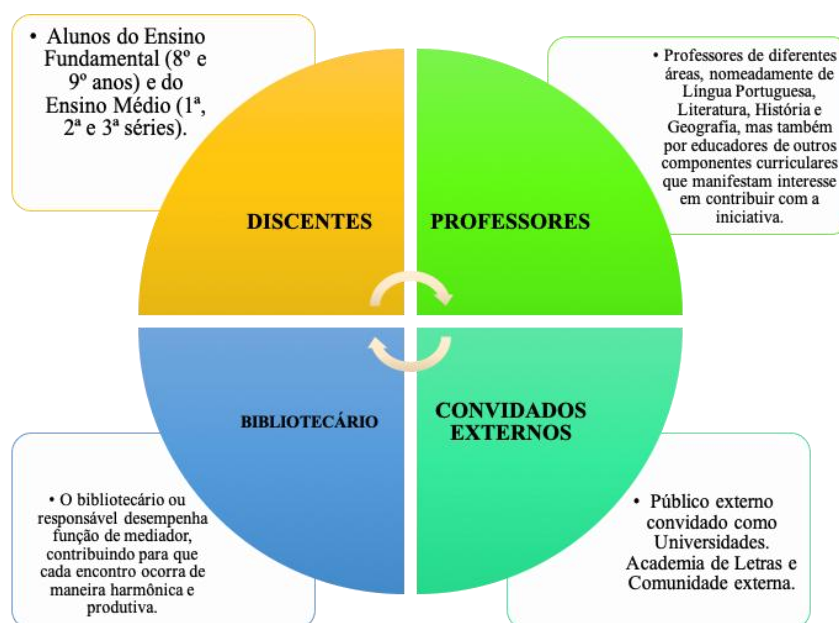 • Alunos do Ensino
Fundamental (8º e
9º anos) e do
Ensino Médio (1ª,
2ª e 3ª séries).
• Professores de diferentes
áreas, nomeadamente de
Língua Portuguesa,
Literatura, História e
Geografia, mas também
por educadores de outros
componentes curriculares
que manifestam interesse
em contribuir com a
iniciativa.
DISCENTES
PROFESSORES
BIBLIOTECÁRIO
CONVIDADOS
EXTERNOS
• O bibliotecário ou
responsável desempenha
função de mediador,
contribuindo para que
cada encontro ocorra de
maneira harmônica e
produtiva.
• Público externo
convidado como
Universidades.
Academia de Letras e
Comunidade externa.